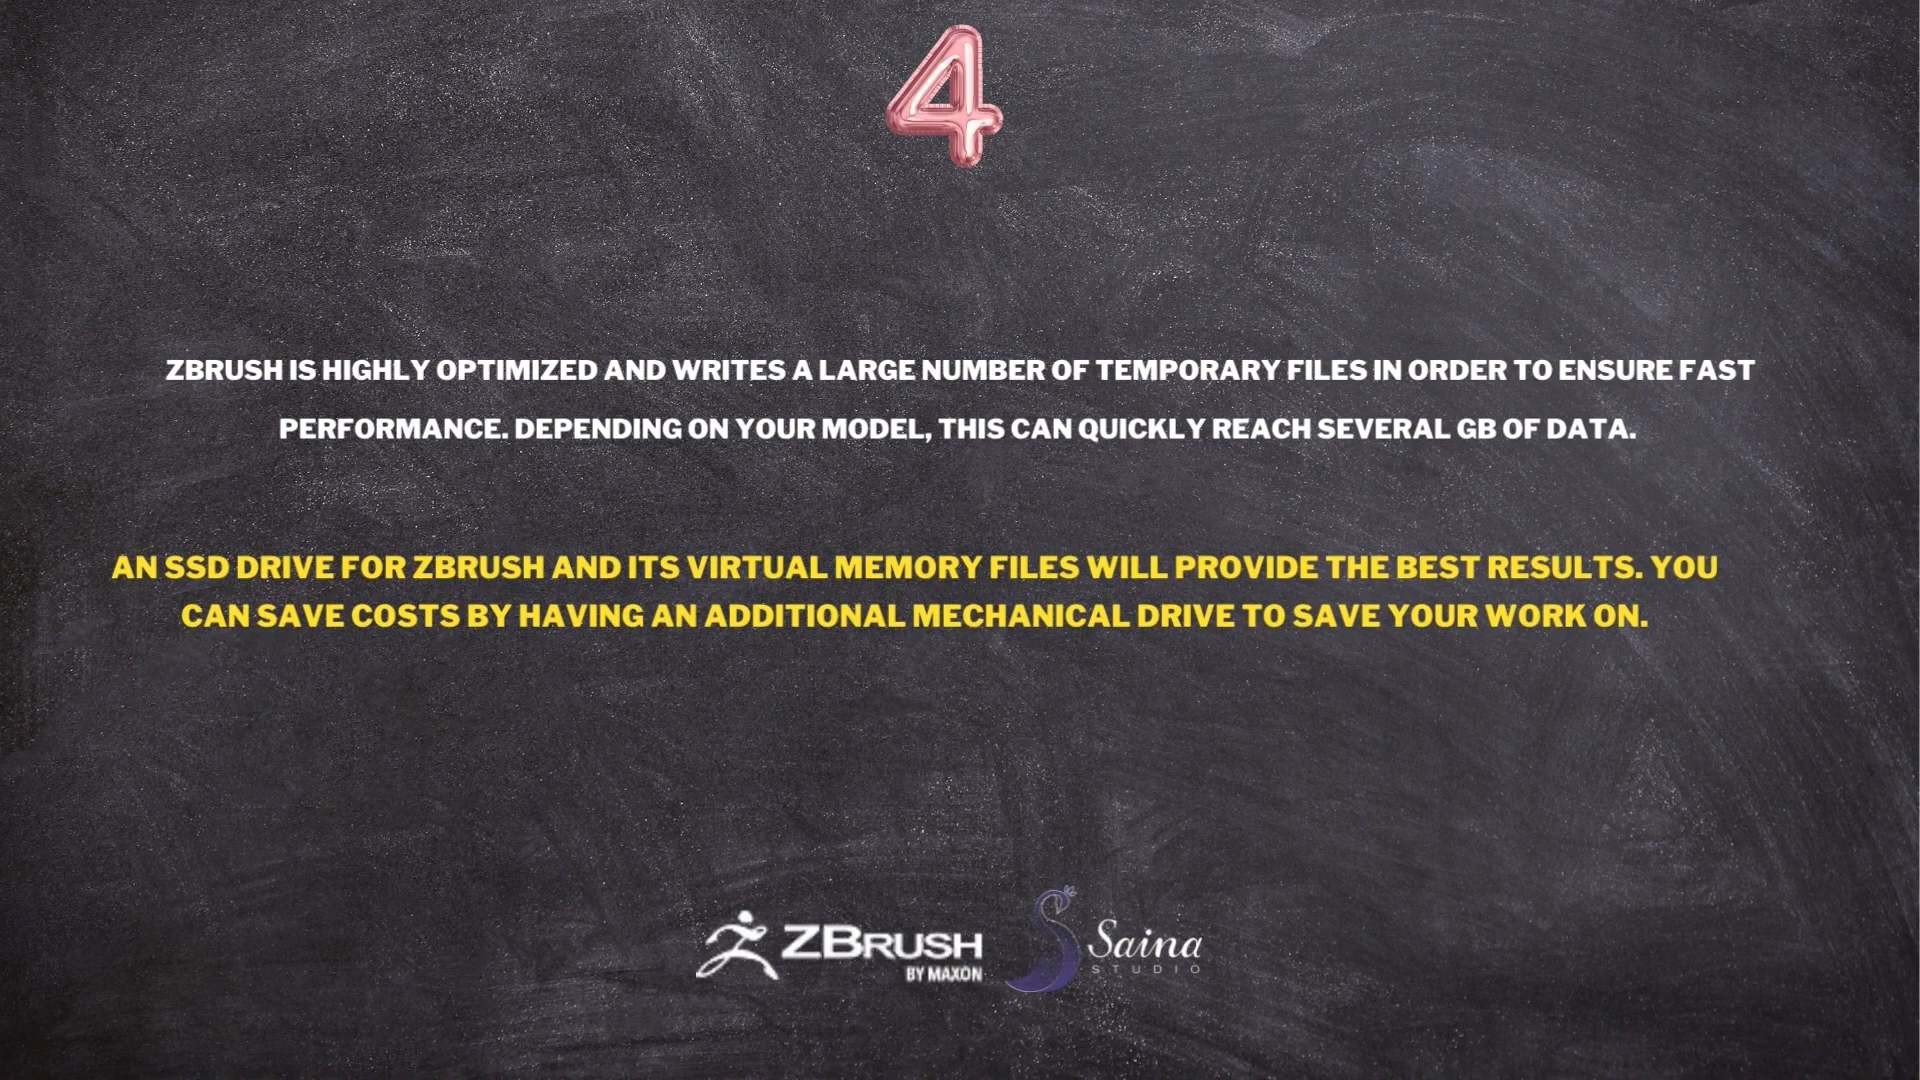 4
ZBRUSH IS HIGHLY OPTIMIZED AND WRITES A LARGE NUMBER OF TEMPORARY FILES IN ORDER TO ENSURE FAST
PERFORMANCE. DEPENDING ON YOUR MODEL, THIS CAN QUICKLY REACH SEVERAL GB OF DATA.
AN SSD DRIVE FOR ZBRUSH AND ITS VIRTUAL MEMORY FILES WILL PROVIDE THE BEST RESULTS. YOU
CAN SAVE COSTS BY HAVING AN ADDITIONAL MECHANICAL DRIVE TO SAVE YOUR WORK ON.
ZBRUSH
BY MAXON
Saina
STUDIO